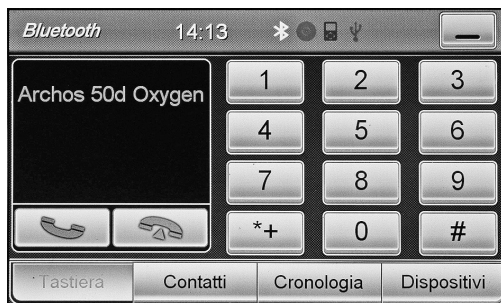 Bluetooth 14:13
Archos 50d Oxygen
1 2 3
4 5 6
7 8 9
*+ 0 #
Tastiera Contatti Cronologia Dispositivi